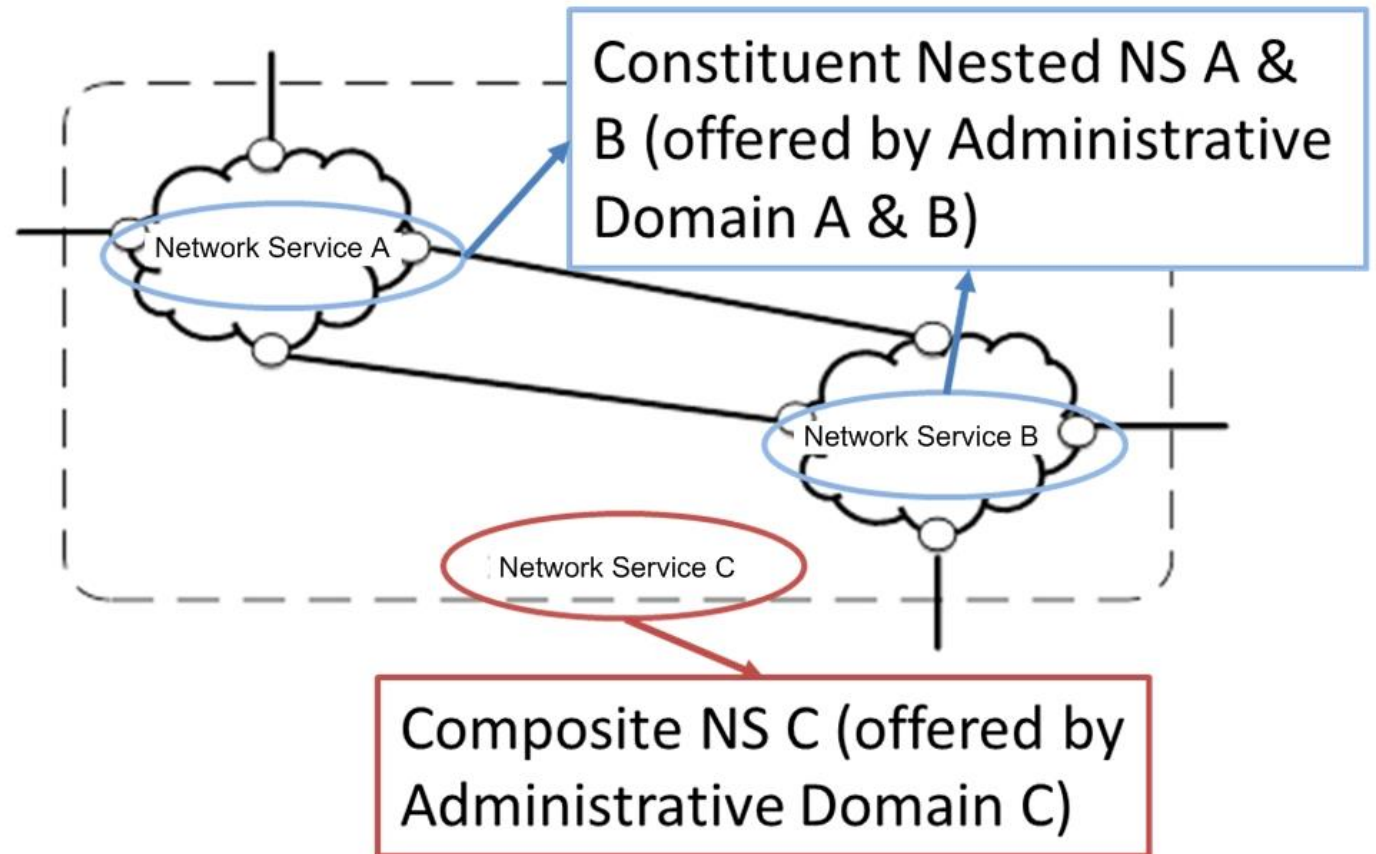 Constituent Nested NS A &
B (offered by Administrative
Domain A & B)
Network Service A
Network Service B
Network Service C
Composite NS C (offered by
Administrative Domain C)